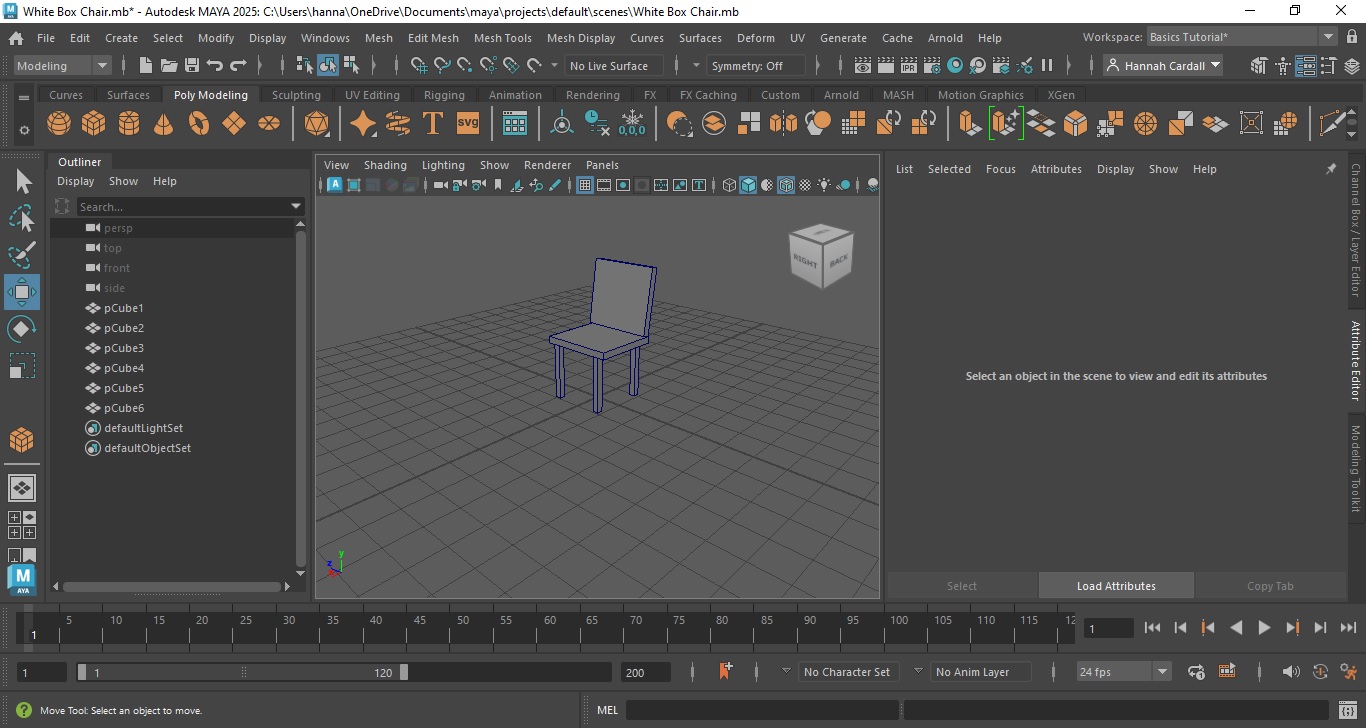 White Box Chair.mb* - Autodesk MAYA 2025: C:\Users\hanna\OneDrive\Documents\maya\projects\default\scenes\White Box Chair.mb
File Edit Create Select Modify Display Windows Mesh Edit Mesh Mesh Tools Mesh Display Curves Surfaces Deform UV Generate Cache Arnold Help Workspace: Basics Tutorial*
Modeling No Live Surface Symmetry: Off IPR Hannah Cardall
Curves Surfaces Poly Modeling Sculpting UV Editing Rigging Animation Rendering FX FX Caching Custom Arnold MASH Motion Graphics XGen
T svg 0,0,0
Outliner
Display Show Help
Search...
persp
top
front
side
pCube1
pCube2
pCube3
pCube4
pCube5
pCube6
defaultLightSet
defaultObjectSet
View Shading Lighting Show Renderer Panels
RIGHT BACK
y
z
x
List Selected Focus Attributes Display Show Help
Select an object in the scene to view and edit its attributes
Select Load Attributes Copy Tab
Channel Box / Layer Editor
Attribute Editor
Modeling Toolkit
M
AYA
5 10 15 20 25 30 35 40 45 50 55 60 65 70 75 80 85 90 95 100 105 110 115 12
1 1
1 1 120 200 No Character Set No Anim Layer 24 fps
Move Tool: Select an object to move. MEL